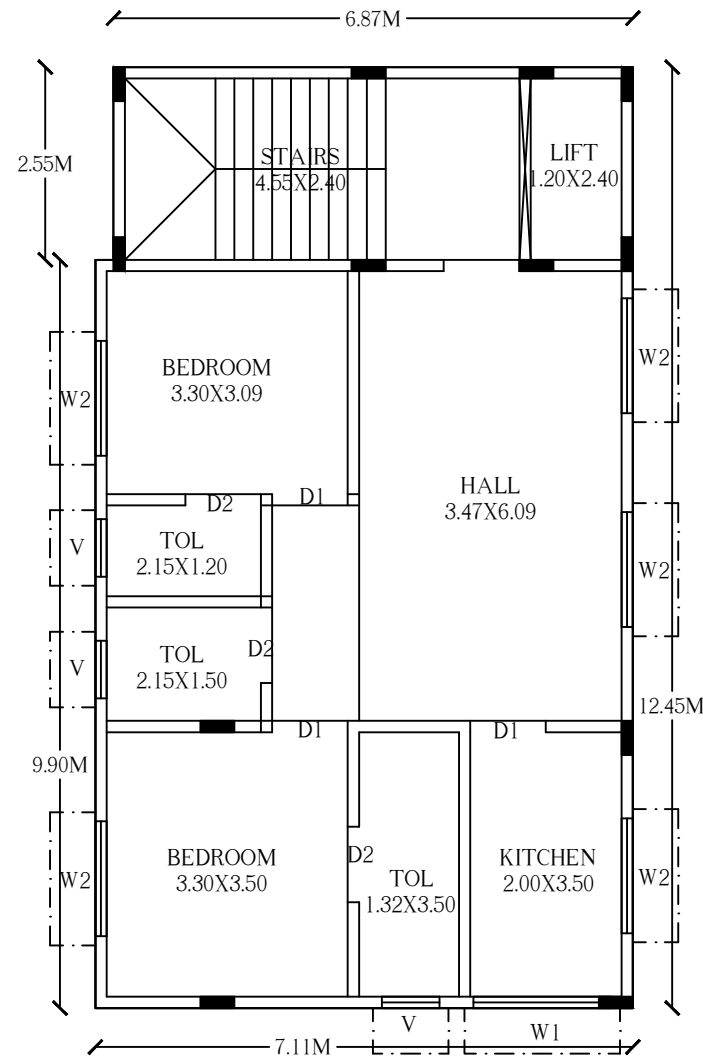 6.87M
2.55M
STAIRS
4.55X2.40
LIFT
1.20X2.40
BEDROOM
3.30X3.09
W2
W2
HALL
3.47X6.09
D2
D1
V
TOL
2.15X1.20
W2
V
TOL
2.15X1.50
D2
12.45M
9.90M
D1
D1
BEDROOM
3.30X3.50
W2
D2
TOL
1.32X3.50
KITCHEN
2.00X3.50
W2
V
W1
7.11M